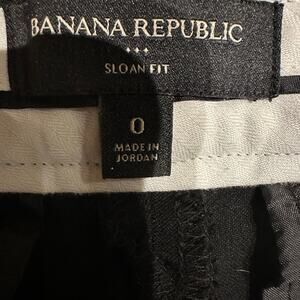 BANANA REPUBLIC
SLOAN FIT
0
MADE IN
JORDAN